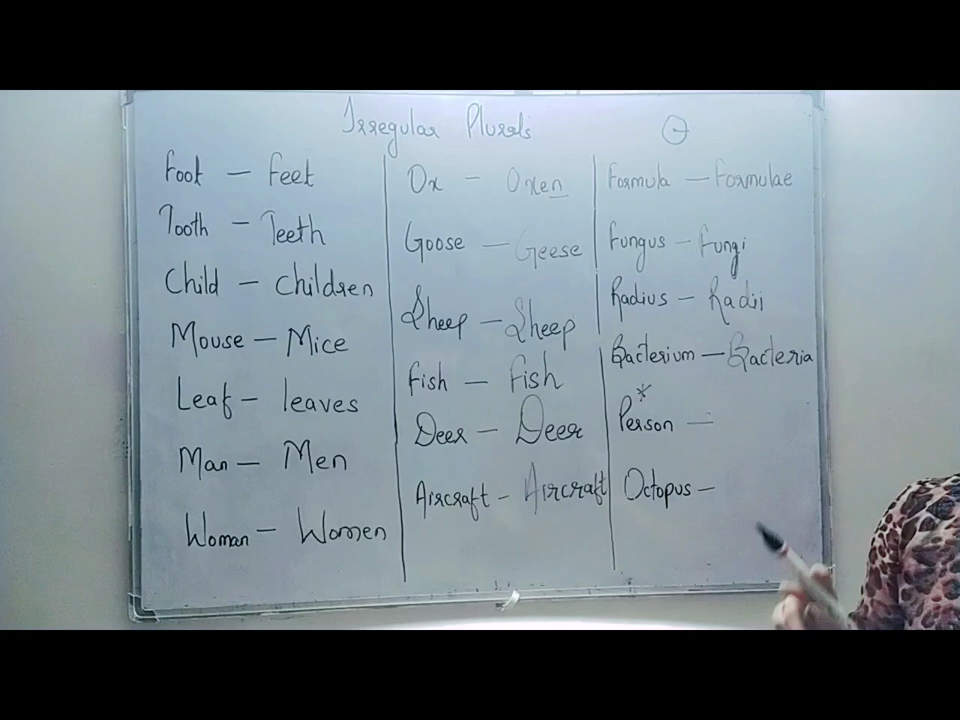 Irregular Plurals
Foot – Feet
Tooth – Teeth
Child – Children
Mouse – Mice
Leaf – leaves
Man – Men
Woman – Women
Ox – Oxen
Goose – Geese
Sheep – Sheep
Fish – Fish
Deer – Deer
Aircraft – Aircraft
Formula – Formulae
Fungus – Fungi
Radius – Radii
Bacterium – Bacteria
*
Person –
Octopus –